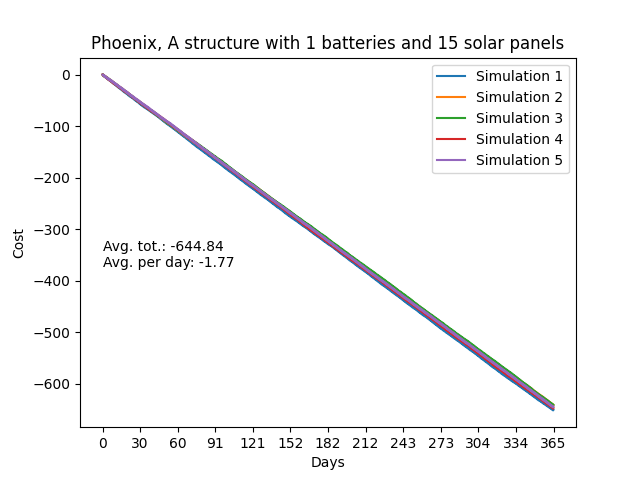 Phoenix, A structure with 1 batteries and 15 solar panels
Simulation 1
Simulation 2
Simulation 3
Simulation 4
Simulation 5
0
−100
−200
−300
−400
−500
−600
Cost
Avg. tot.: -644.84
Avg. per day: -1.77
0 30 60 91 121 152 182 212 243 273 304 334 365
Days